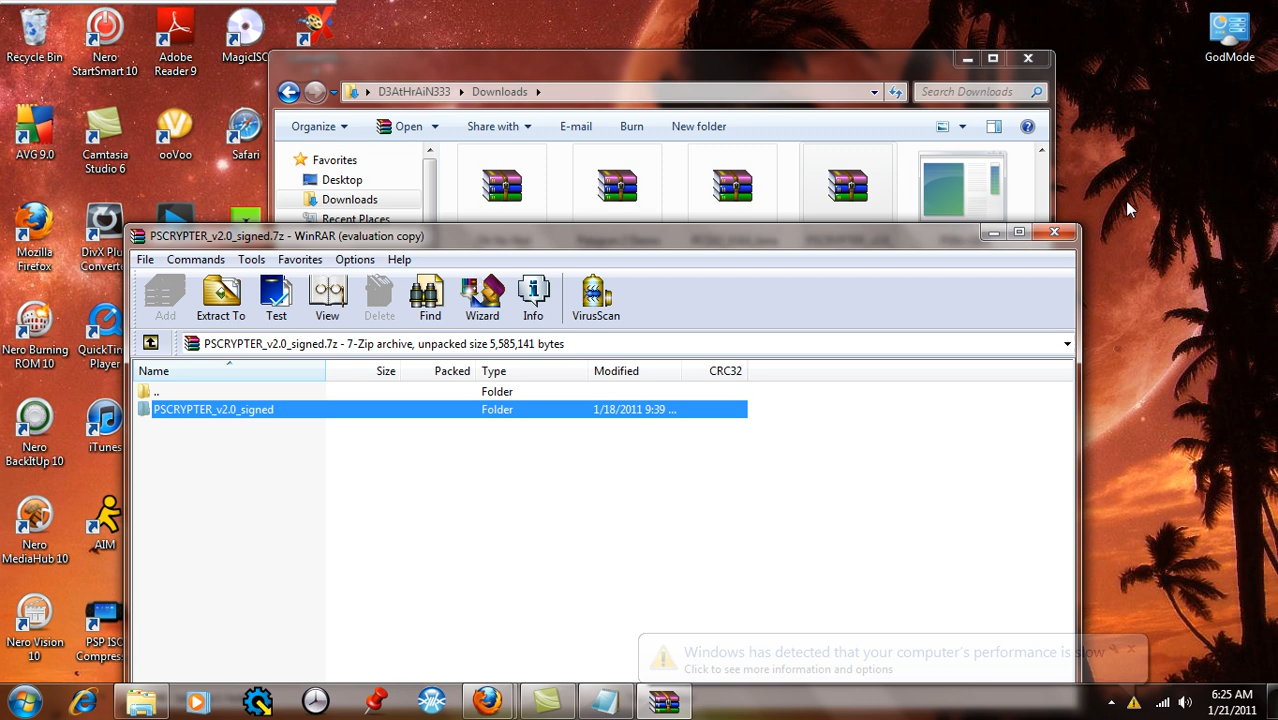 Recycle Bin
Nero
StartSmart 10
Adobe
Reader 9
MagicISO
GodMode
AVG 9.0
Camtasia
Studio 6
ooVoo
Safari
Mozilla
Firefox
DivX Plu
Converte
Nero Burning
ROM 10
QuickTin
Player
Nero
BackItUp 10
iTunes
Nero
MediaHub 10
AIM
Nero Vision
10
PSP ISC
Compres
D3AtHrAiN333
Downloads
Search Downloads
Organize
Open
Share with
E-mail
Burn
New folder
Favorites
Desktop
Downloads
Recent Places
PSCRYPTER_v2.0_signed.7z - WinRAR (evaluation copy)
File Commands Tools Favorites Options Help
Add
Extract To
Test
View
Delete
Find
Wizard
Info
VirusScan
PSCRYPTER_v2.0_signed.7z - 7-Zip archive, unpacked size 5,585,141 bytes
Name Size Packed Type Modified CRC32
.. Folder
PSCRYPTER_v2.0_signed Folder 1/18/2011 9:39 ...
Windows has detected that your computer's performance is slow
Click to see more information and options
6:25 AM
1/21/2011